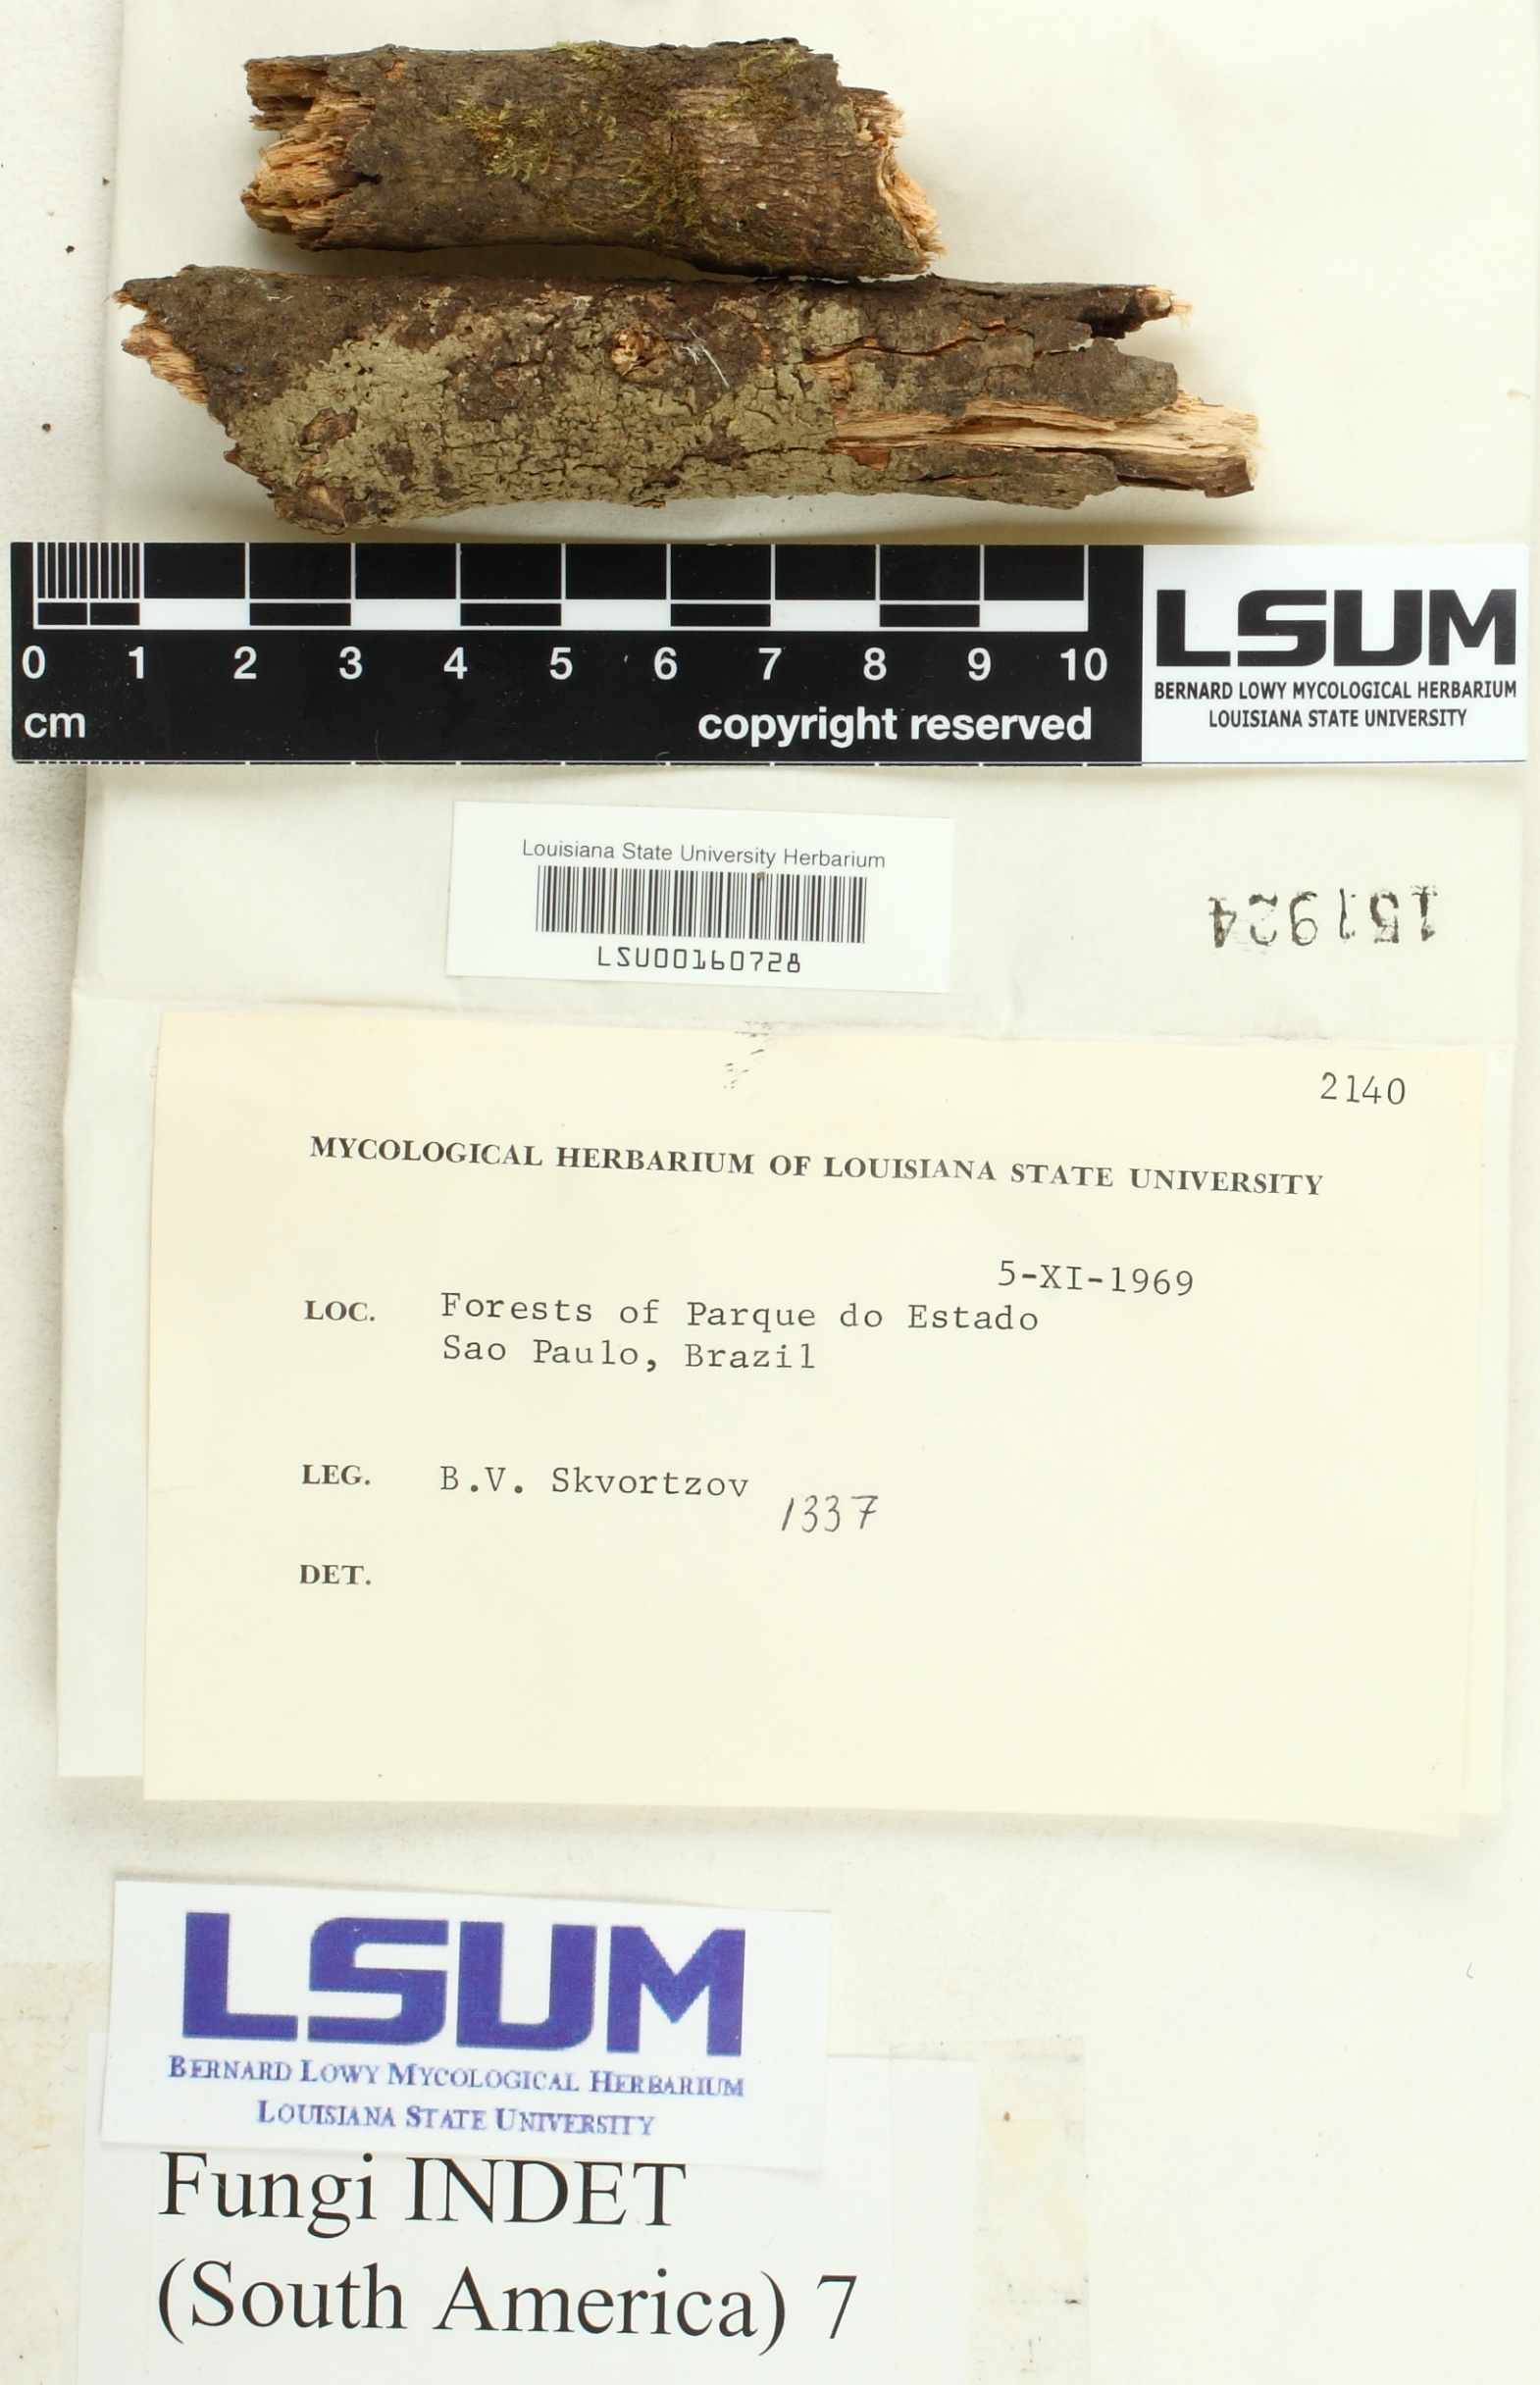 0 1 2 3 4 5 6 7 8 9 10
cm copyright reserved
LSUM
BERNARD LOWY MYCOLOGICAL HERBARIUM
LOUISIANA STATE UNIVERSITY
Louisiana State University Herbarium
LSU00160728
151924
2140
MYCOLOGICAL HERBARIUM OF LOUISIANA STATE UNIVERSITY
5-XI-1969
LOC. Forests of Parque do Estado
Sao Paulo, Brazil
LEG. B.V. Skvortzov
1337
DET.
LSUM
BERNARD LOWY MYCOLOGICAL HERBARIUM
LOUISIANA STATE UNIVERSITY
Fungi INDET
(South America) 7